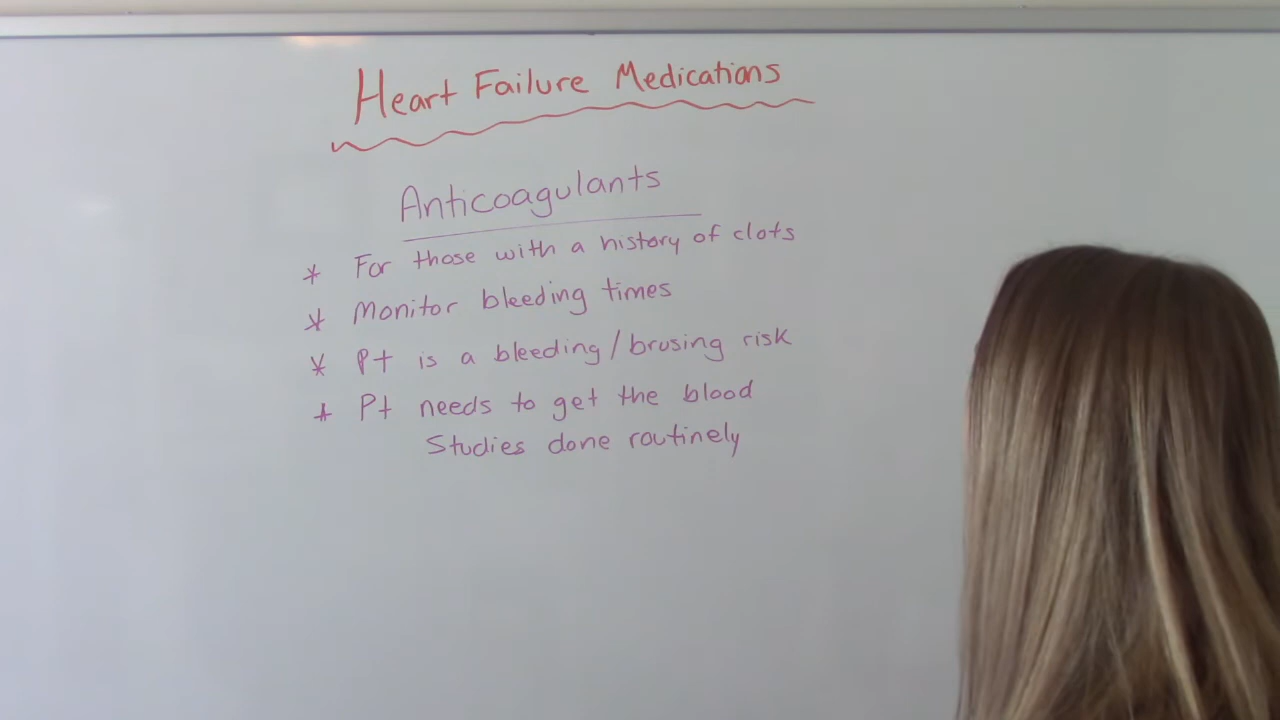 Heart Failure Medications
Anticoagulants
* For those with a history of clots
* Monitor bleeding times
* Pt is a bleeding/brusing risk
* Pt needs to get the blood
Studies done routinely